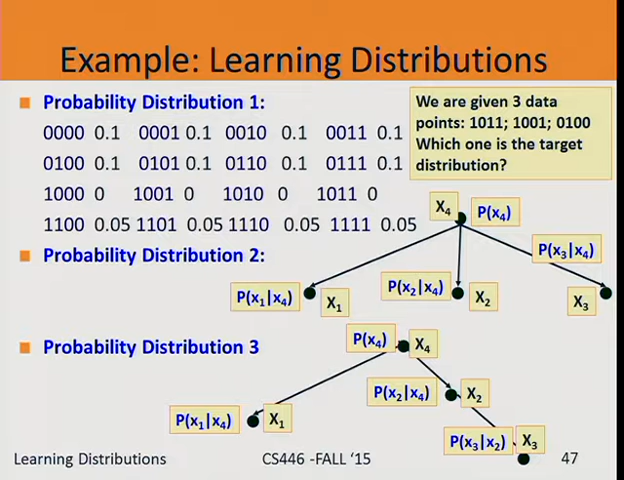 Example: Learning Distributions
Probability Distribution 1:
0000 0.1 0001 0.1 0010 0.1 0011 0.1
0100 0.1 0101 0.1 0110 0.1 0111 0.1
1000 0 1001 0 1010 0 1011 0
1100 0.05 1101 0.05 1110 0.05 1111 0.05
We are given 3 data
points: 1011; 1001; 0100
Which one is the target
distribution?
Probability Distribution 2:
X4 P(x4)
P(x3|x4)
P(x1|x4) X1 P(x2|x4) X2 X3
Probability Distribution 3
P(x4) X4
P(x2|x4) X2
P(x1|x4) X1
P(x3|x2) X3
Learning Distributions CS446 -FALL ‘15 47